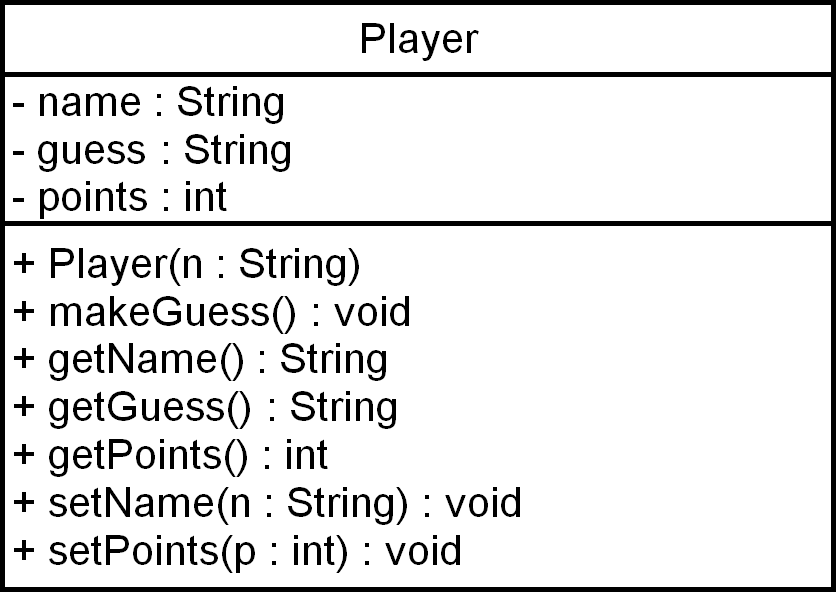 Player
- name : String
- guess : String
- points : int
+ Player(n : String)
+ makeGuess() : void
+ getName() : String
+ getGuess() : String
+ getPoints() : int
+ setName(n : String) : void
+ setPoints(p : int) : void